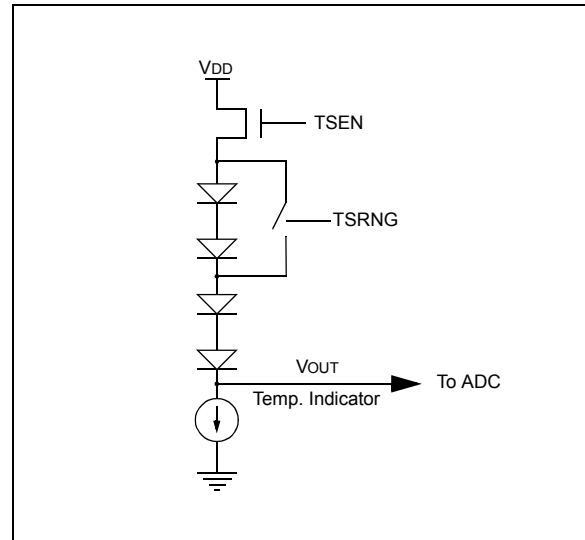 VDD
TSEN
TSRNG
VOUT
To ADC
Temp. Indicator